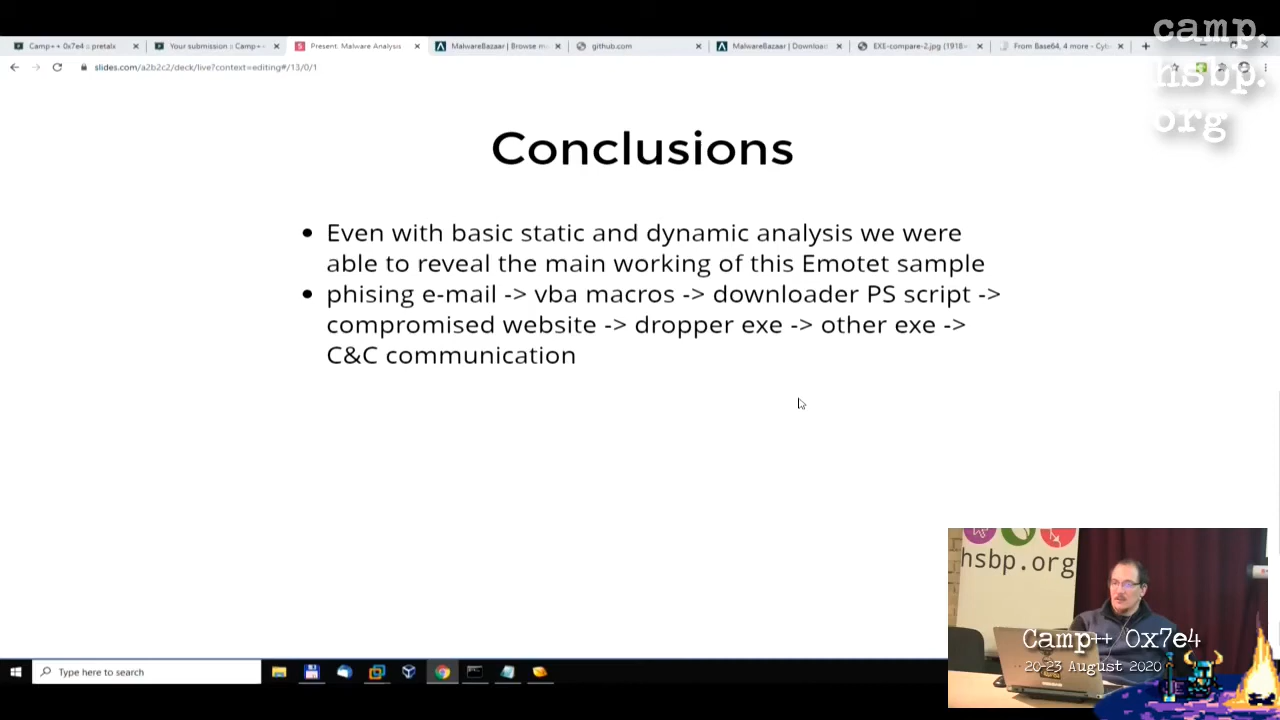 Camp++ 0x7e4 :: pretalx
Your submission :: Camp++
Present: Malware Analysis
MalwareBazaar | Browse m
github.com
MalwareBazaar | Download
EXE-compare-2.jpg (1918×
From Base64, 4 more - Cyb
slides.com/a2b2c2/deck/live?context=editing#/13/0/1
camp.
hsbp.
org
Conclusions
Even with basic static and dynamic analysis we were
able to reveal the main working of this Emotet sample
phising e-mail -> vba macros -> downloader PS script ->
compromised website -> dropper exe -> other exe ->
C&C communication
hsbp.org
Camp++ 0x7e4
20-23 August 2020
Type here to search